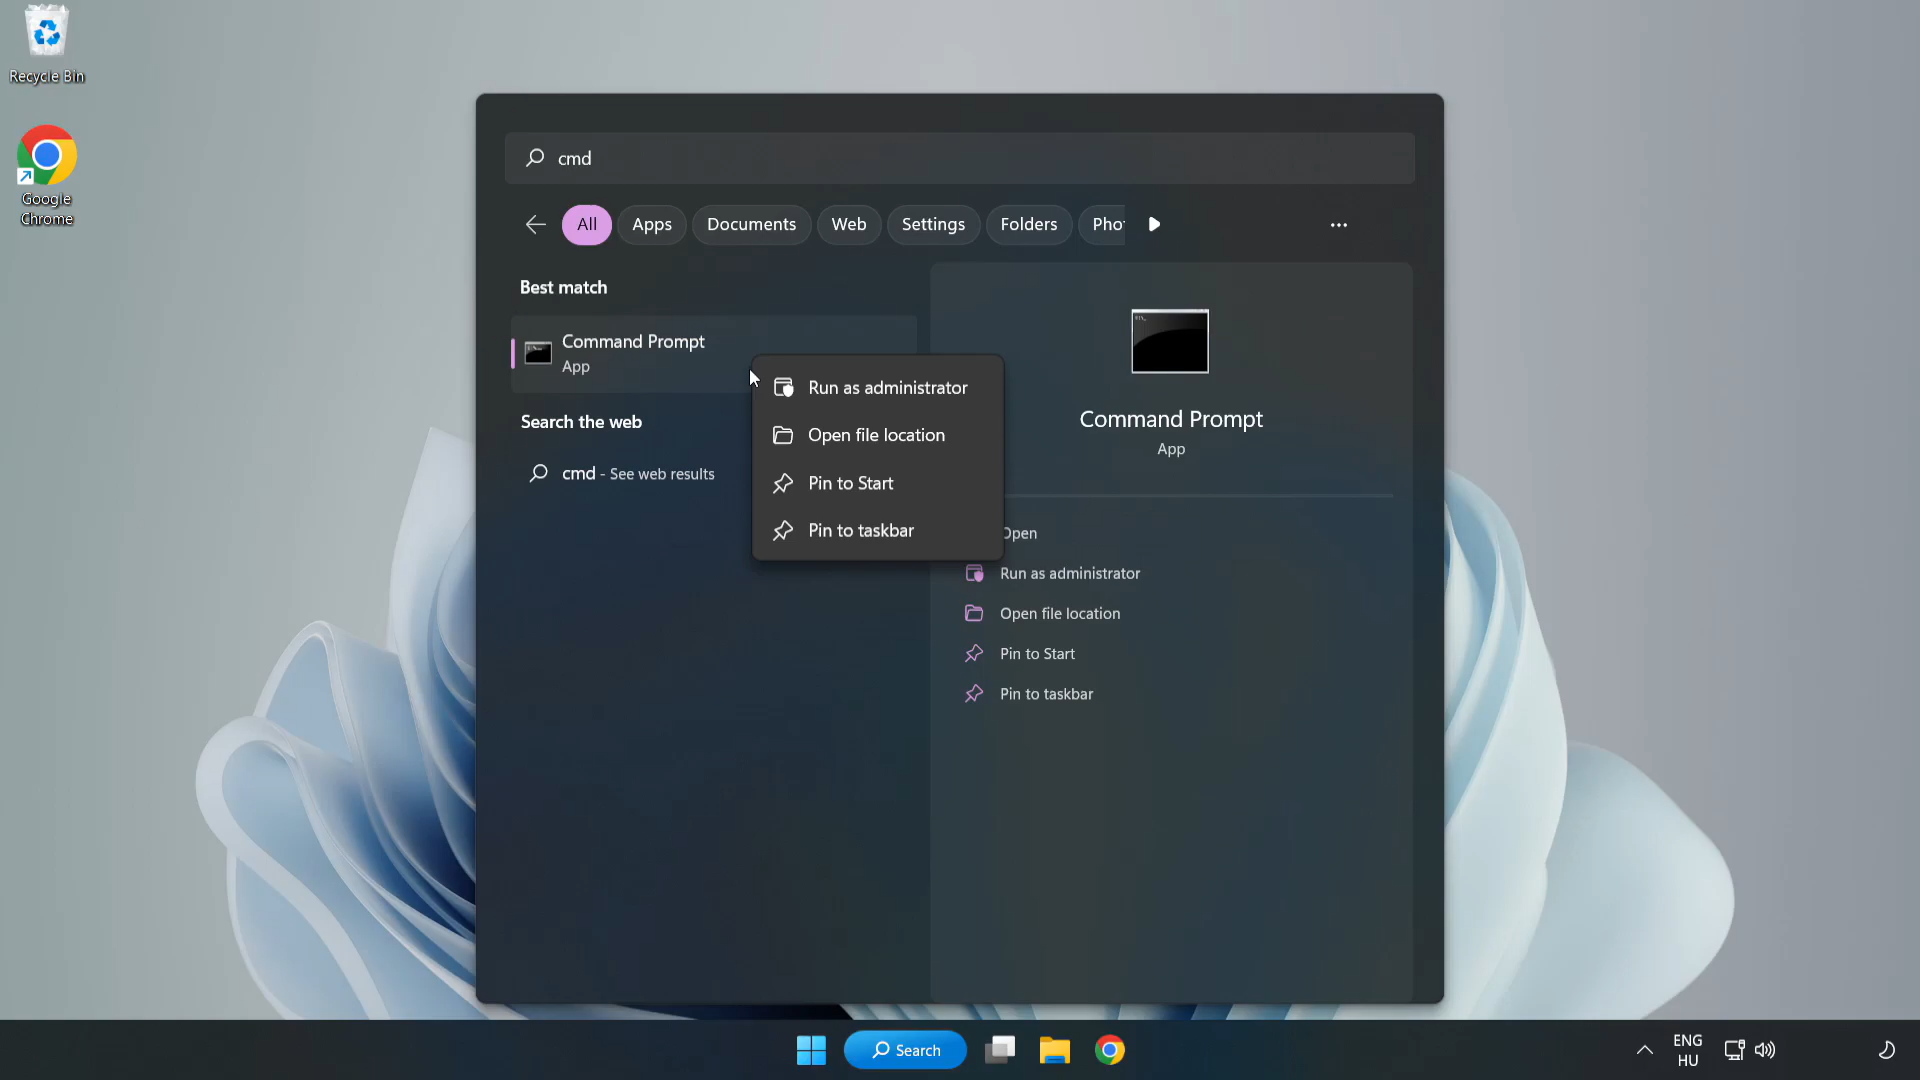 Recycle Bin
Google
Chrome
cmd
All
Apps
Documents
Web
Settings
Folders
Best match
Command Prompt
App
Search the web
cmd - See web results
Run as administrator
Open file location
Pin to Start
Pin to taskbar
Command Prompt
App
Open
Run as administrator
Open file location
Pin to Start
Pin to taskbar
Search
ENG
HU